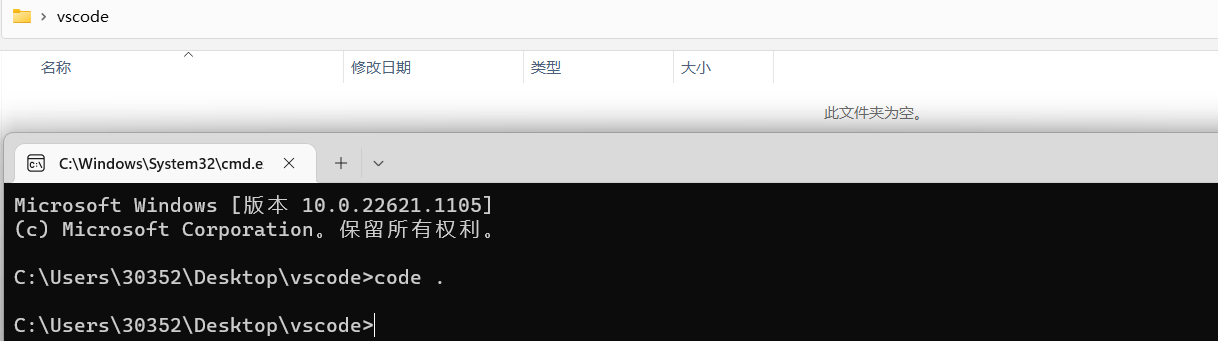 vscode
名称 修改日期 类型 大小
此文件夹为空。
C:\Windows\System32\cmd.e
Microsoft Windows [版本 10.0.22621.1105]
(c) Microsoft Corporation。保留所有权利。
C:\Users\30352\Desktop\vscode>code .
C:\Users\30352\Desktop\vscode>